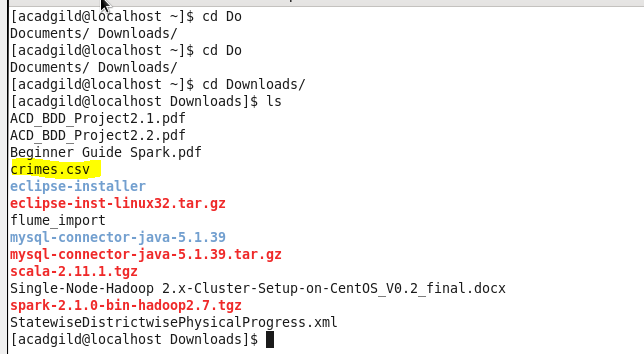 [acadgild@localhost ~]$ cd Do
Documents/ Downloads/
[acadgild@localhost ~]$ cd Do
Documents/ Downloads/
[acadgild@localhost ~]$ cd Downloads/
[acadgild@localhost Downloads]$ ls
ACD_BDD_Project2.1.pdf
ACD_BDD_Project2.2.pdf
Beginner Guide Spark.pdf
crimes.csv
eclipse-installer
eclipse-inst-linux32.tar.gz
flume_import
mysql-connector-java-5.1.39
mysql-connector-java-5.1.39.tar.gz
scala-2.11.1.tgz
Single-Node-Hadoop 2.x-Cluster-Setup-on-CentOS_V0.2_final.docx
spark-2.1.0-bin-hadoop2.7.tgz
StatewiseDistrictwisePhysicalProgress.xml
[acadgild@localhost Downloads]$